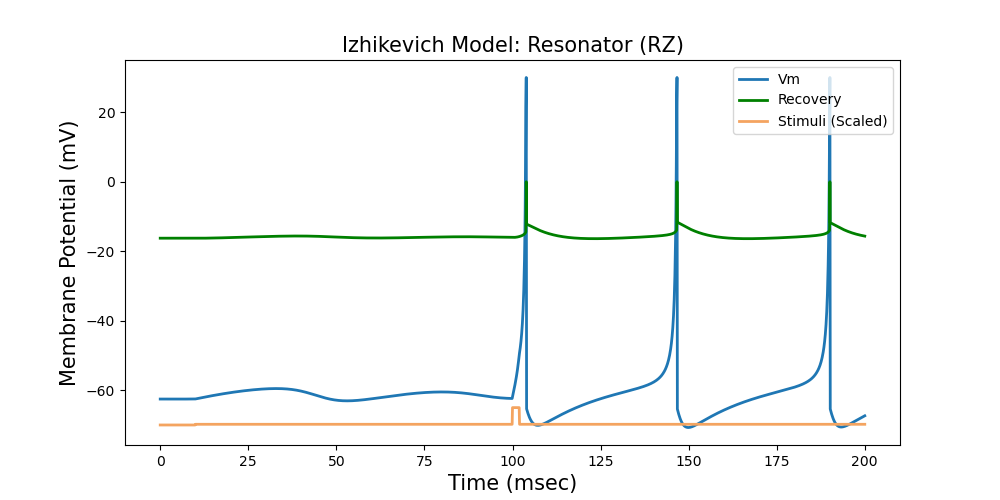 Izhikevich Model: Resonator (RZ)
Vm
Recovery
Stimuli (Scaled)
Membrane Potential (mV)
20
0
−20
−40
−60
0 25 50 75 100 125 150 175 200
Time (msec)